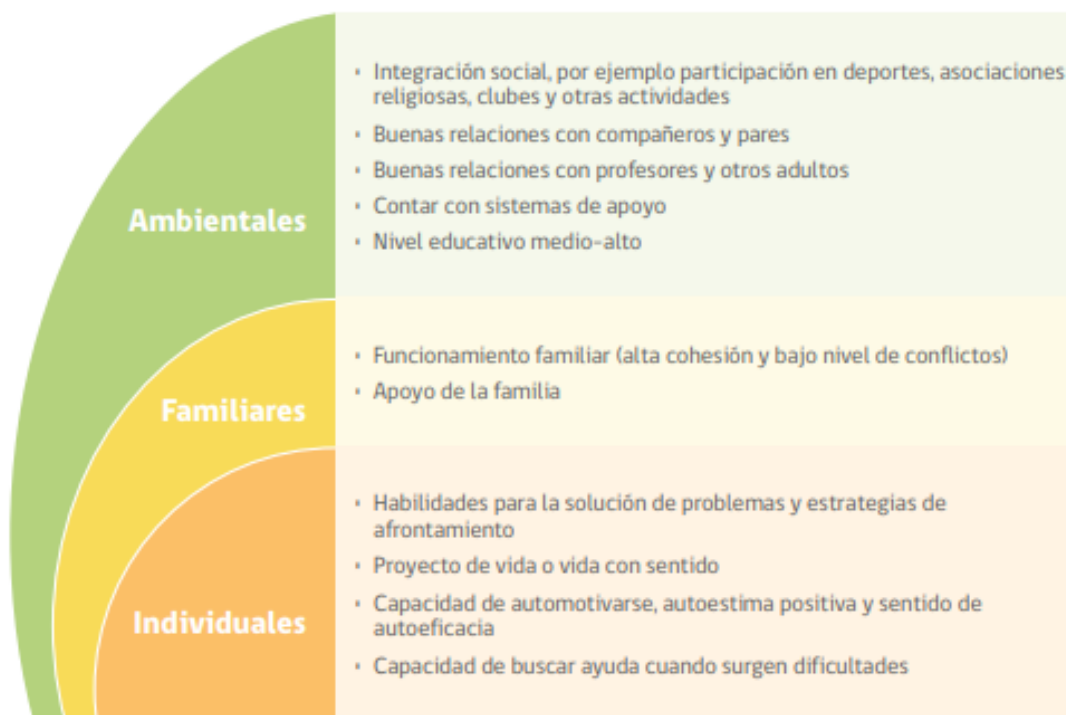 Ambientales
• Integración social, por ejemplo participación en deportes, asociaciones
religiosas, clubes y otras actividades
• Buenas relaciones con compañeros y pares
• Buenas relaciones con profesores y otros adultos
• Contar con sistemas de apoyo
• Nivel educativo medio-alto
Familiares
• Funcionamiento familiar (alta cohesión y bajo nivel de conflictos)
• Apoyo de la familia
Individuales
• Habilidades para la solución de problemas y estrategias de
afrontamiento
• Proyecto de vida o vida con sentido
• Capacidad de automotivarse, autoestima positiva y sentido de
autoeficacia
• Capacidad de buscar ayuda cuando surgen dificultades